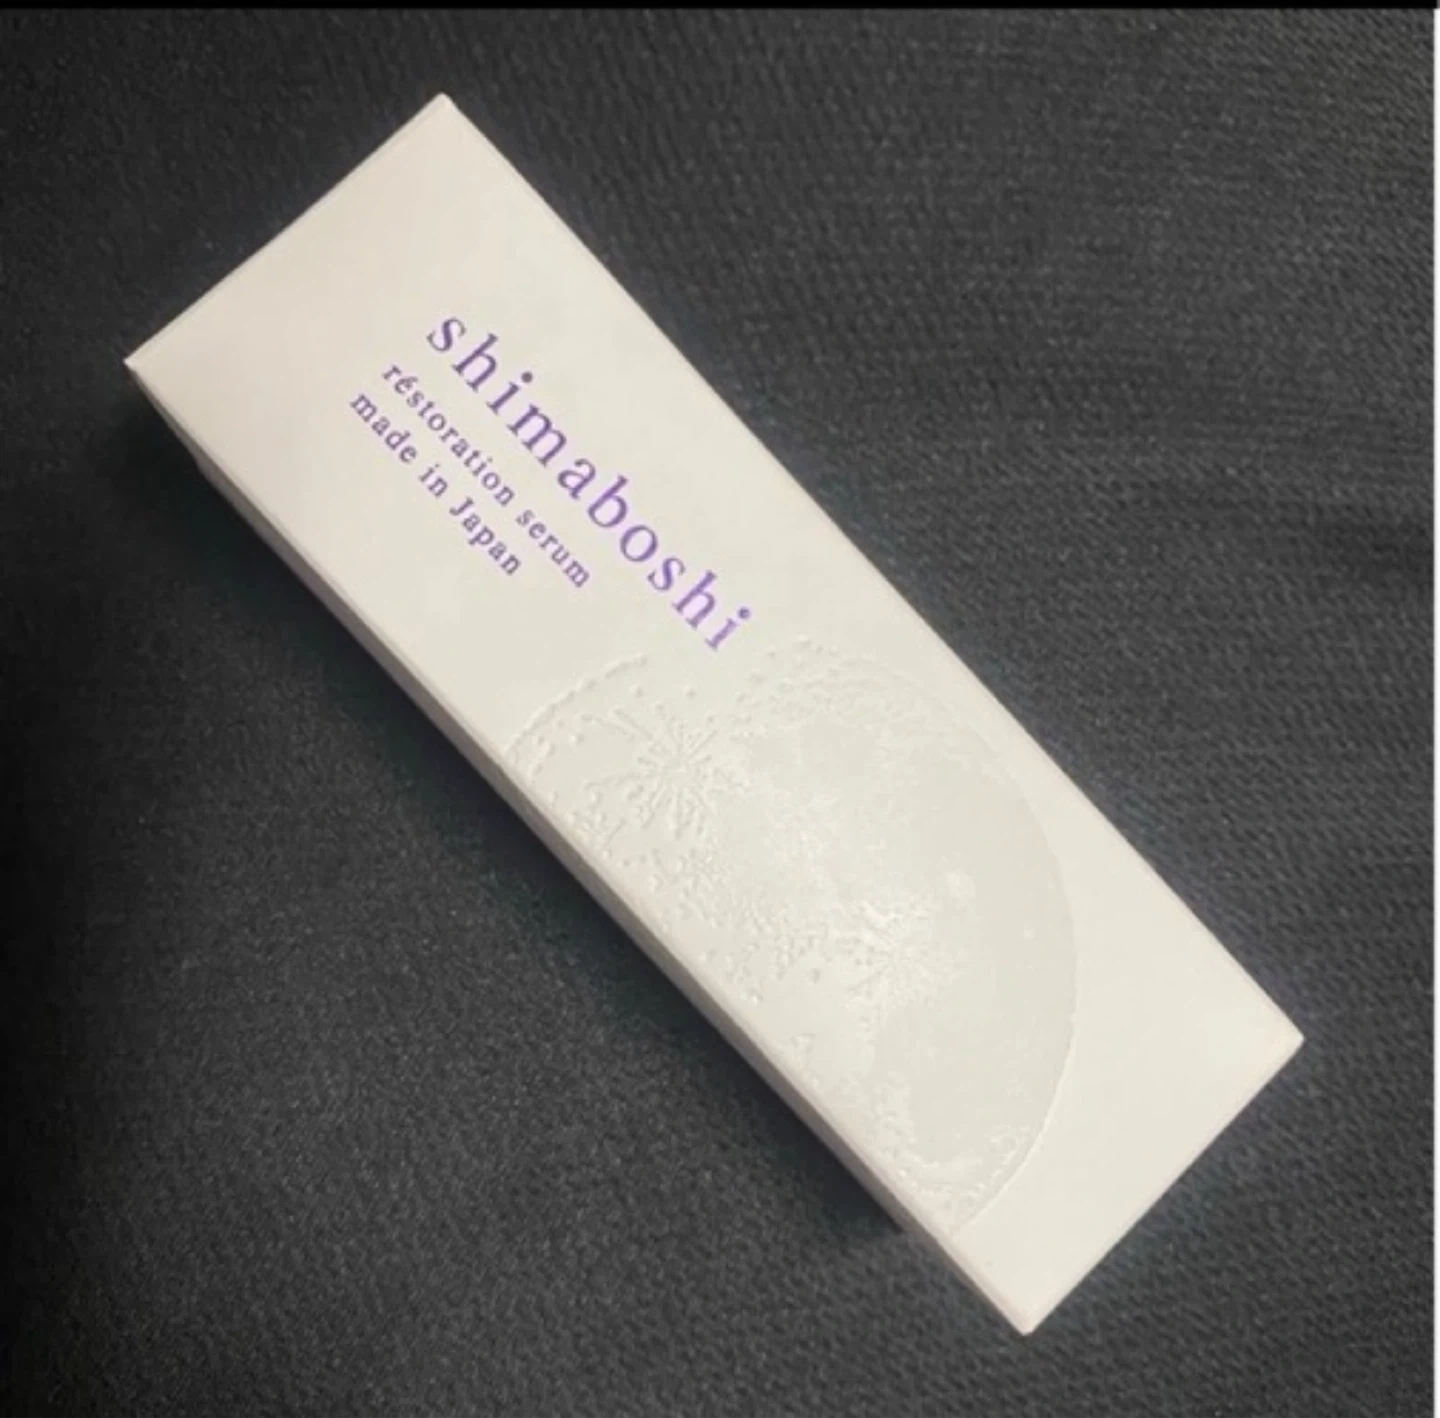 shimaboshi
réstoration serum
made in Japan